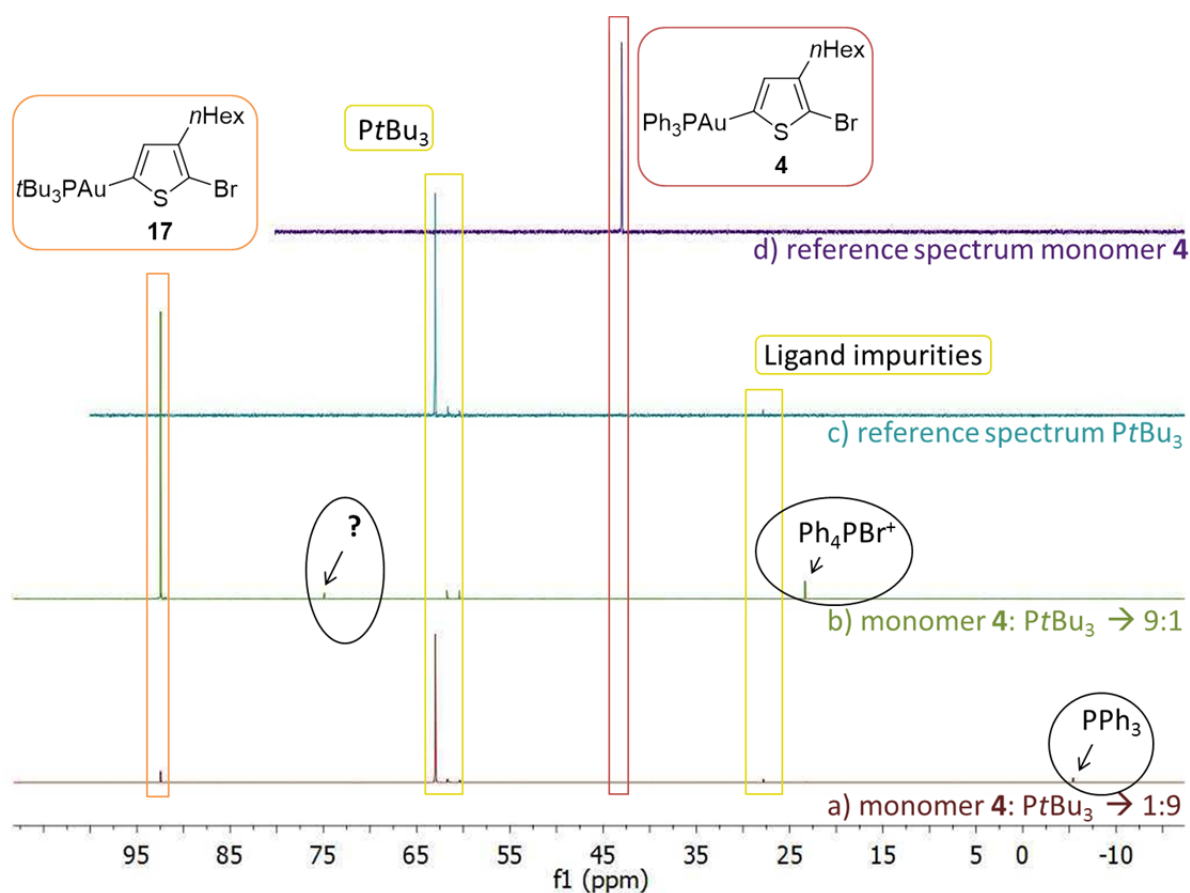 nHex
tBu₃PAu
S
Br
17
PtBu₃
nHex
Ph₃PAu
S
Br
4
d) reference spectrum monomer 4
Ligand impurities
c) reference spectrum PtBu₃
?
Ph₄PBr⁺
b) monomer 4: PtBu₃ → 9:1
PPh₃
a) monomer 4: PtBu₃ → 1:9
95 85 75 65 55 45 35 25 15 5 0 -10
f1 (ppm)